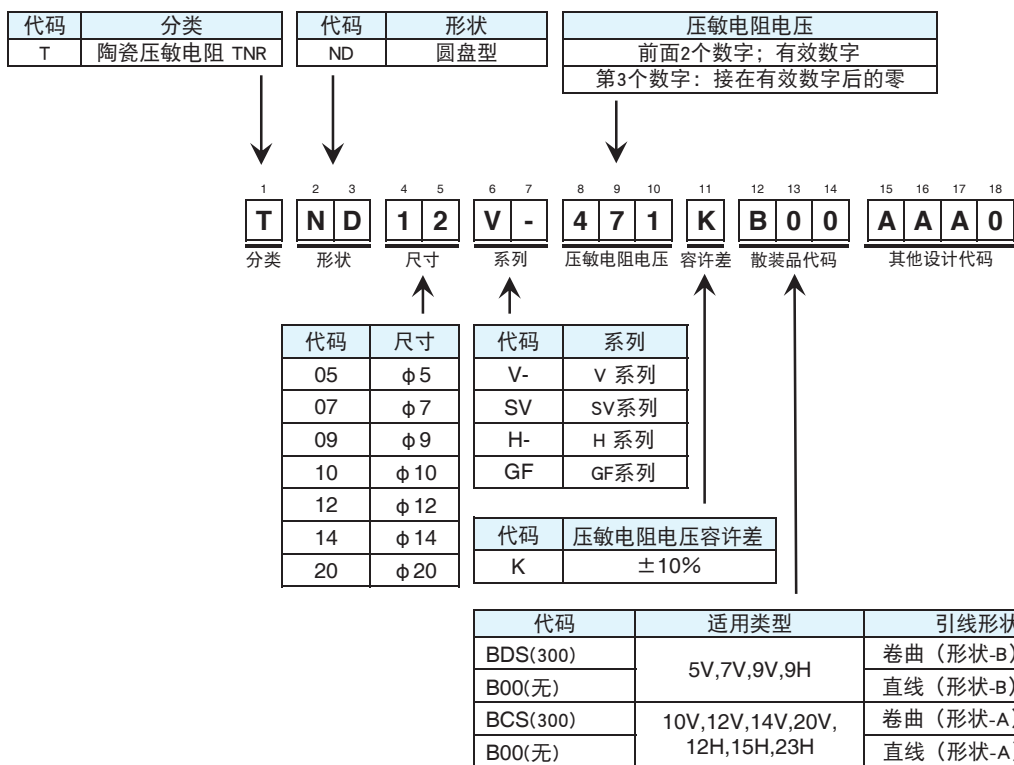 代码 分类 代码 形状 压敏电阻电压
T 陶瓷压敏电阻 TNR ND 圆盘型 前面2个数字；有效数字
第3个数字：接在有效数字后的零
1 2 3 4 5 6 7 8 9 10 11 12 13 14 15 16 17 18
T N D 1 2 V - 4 7 1 K B 0 0 A A A 0
分类 形状 尺寸 系列 压敏电阻电压 容许差 散装品代码 其他设计代码
代码 尺寸 代码 系列
05 φ5 V- V 系列
07 φ7 SV SV系列
09 φ9 H- H 系列
10 φ10 GF GF系列
12 φ12
14 φ14 代码 压敏电阻电压容许差
20 φ20 K ±10%
代码 适用类型 引线形状
BDS(300) 5V,7V,9V,9H 卷曲（形状-B）
B00(无) 直线（形状-B）
BCS(300) 10V,12V,14V,20V, 卷曲（形状-A）
B00(无) 12H,15H,23H 直线（形状-A）